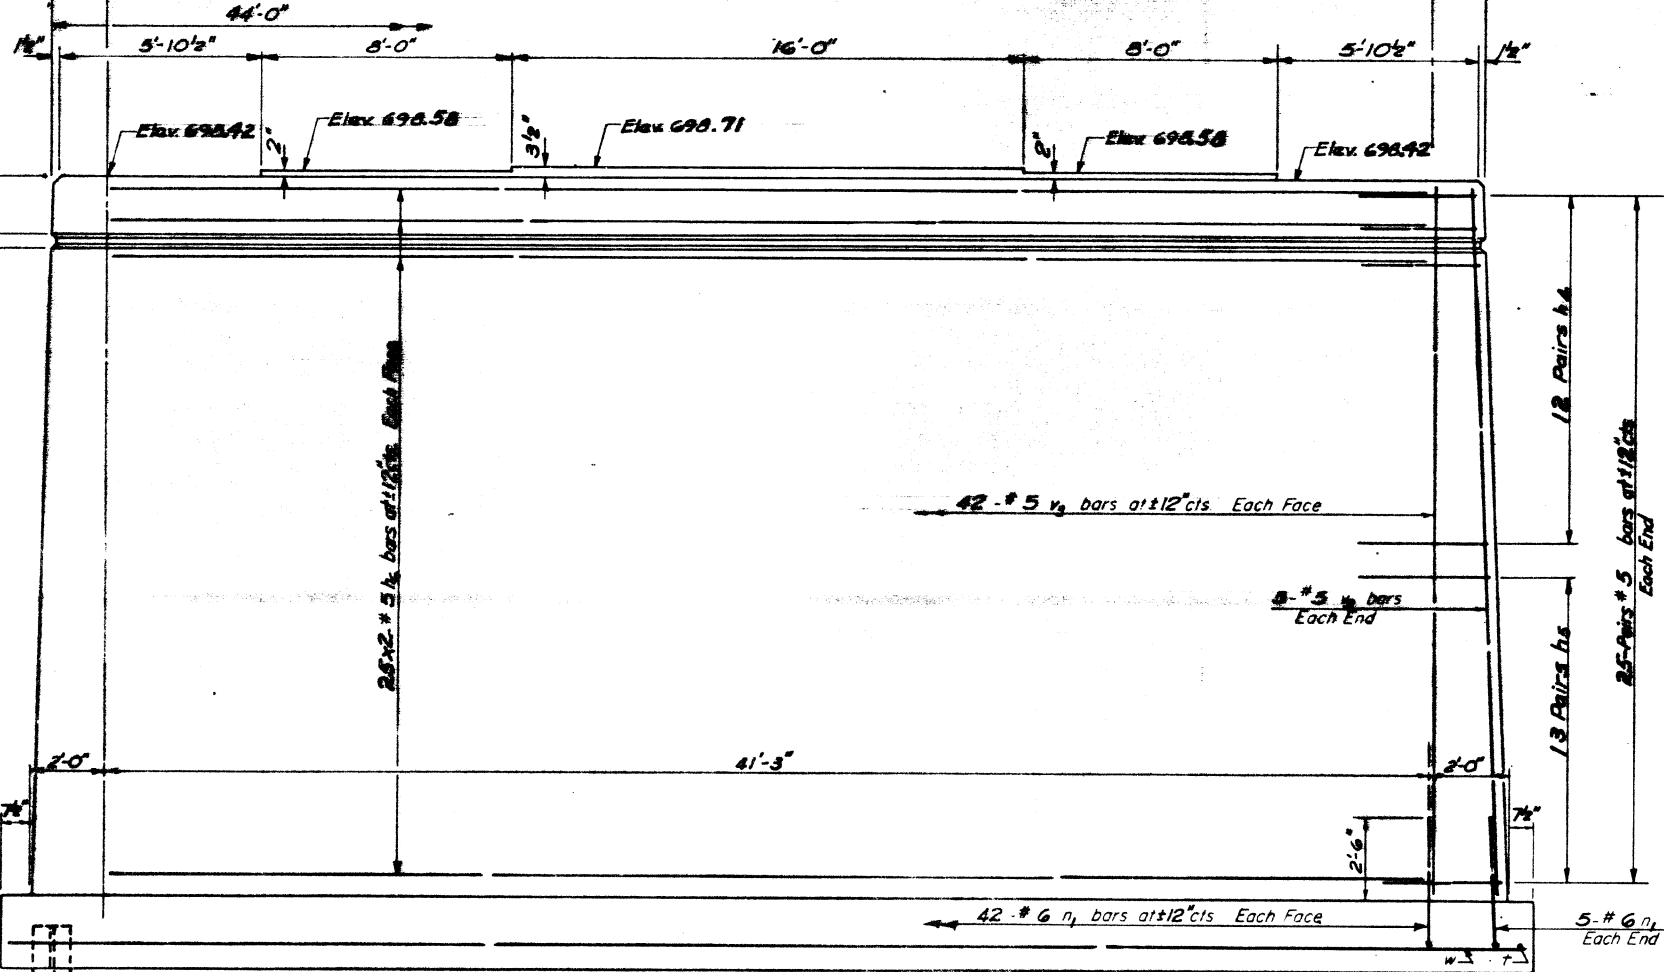 44'-0"
1½" 5'-10½" 8'-0" 16'-0" 8'-0" 5'-10½" 1½"
Elev. 698.42
2"
Elev. 698.58
3½"
Elev. 698.71
2"
Elev. 698.58
Elev. 698.42
25x2-#5 h bars at ±12"cts. Each Face
12 Pairs h4
25-Pairs #5 bars at ±12"cts
Each End
42-#5 v bars at ±12"cts. Each Face
5-#5 bars
Each End
13 Pairs h5
2'-0" 41'-3" 2'-0"
7½" 7½"
2'-6"
42-#6 n1 bars at ±12"cts Each Face
5-#6 n1
Each End
w t